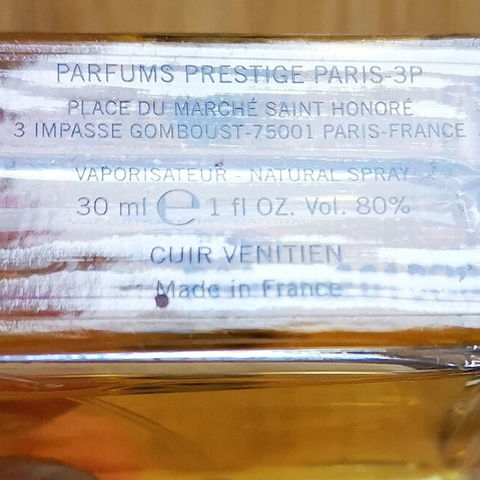 PARFUMS PRESTIGE PARIS-3P
PLACE DU MARCHÉ SAINT HONORÉ
3 IMPASSE GOMBOUST-75001 PARIS-FRANCE
VAPORISATEUR - NATURAL SPRAY
30 ml ℮ 1 fl OZ. Vol. 80%
CUIR VENITIEN
Made in France